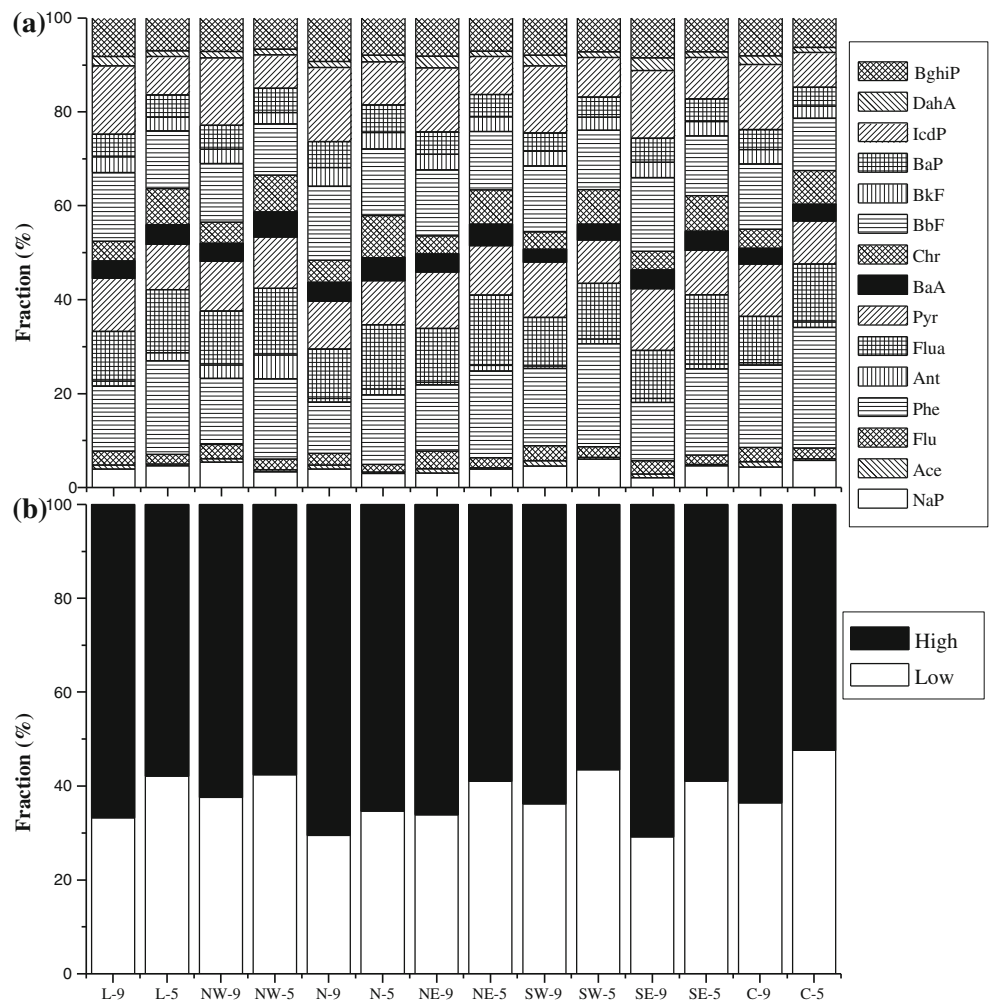 (a)
100
80
60
40
20
0
Fraction (%)
BghiP
DahA
IcdP
BaP
BkF
BbF
Chr
BaA
Pyr
Flua
Ant
Phe
Flu
Ace
NaP
(b)
100
80
60
40
20
0
Fraction (%)
High
Low
L-9 L-5 NW-9 NW-5 N-9 N-5 NE-9 NE-5 SW-9 SW-5 SE-9 SE-5 C-9 C-5